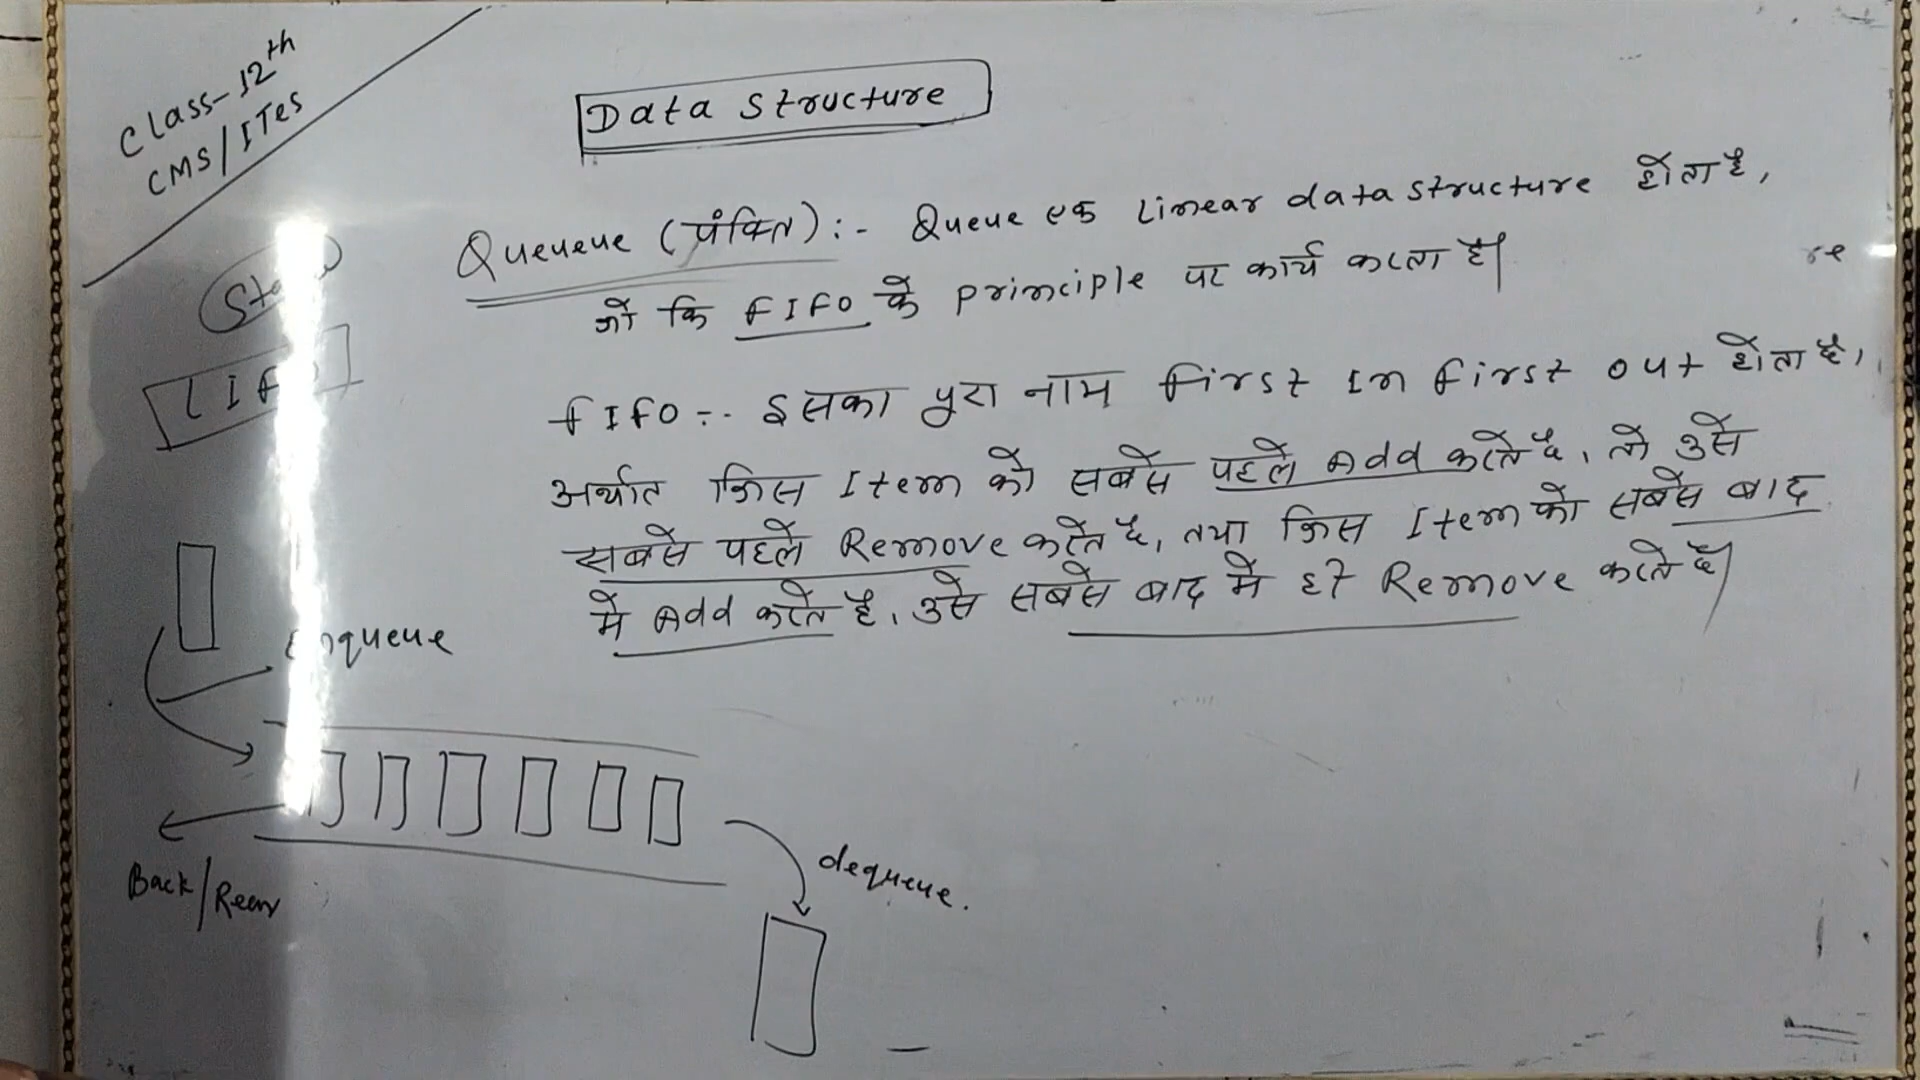 Class-12th
CMS/ITes
Data Structure
Queueue (पंक्ति) :- Queue एक Linear data structure होता है,
जो कि FIFO के principle पर कार्य करता है|
LIF
FIFO :- इसका पुरा नाम First In First Out होता है,
अर्थात जिस Item को सबसे पहले Add करते है, तो उसे
सबसे पहले Remove करते है, तथा जिस Item को सबसे बाद
मे Add करते है, उसे सबसे बाद मे ही Remove करते है|
enqueue
dequeue.
Back/Rear